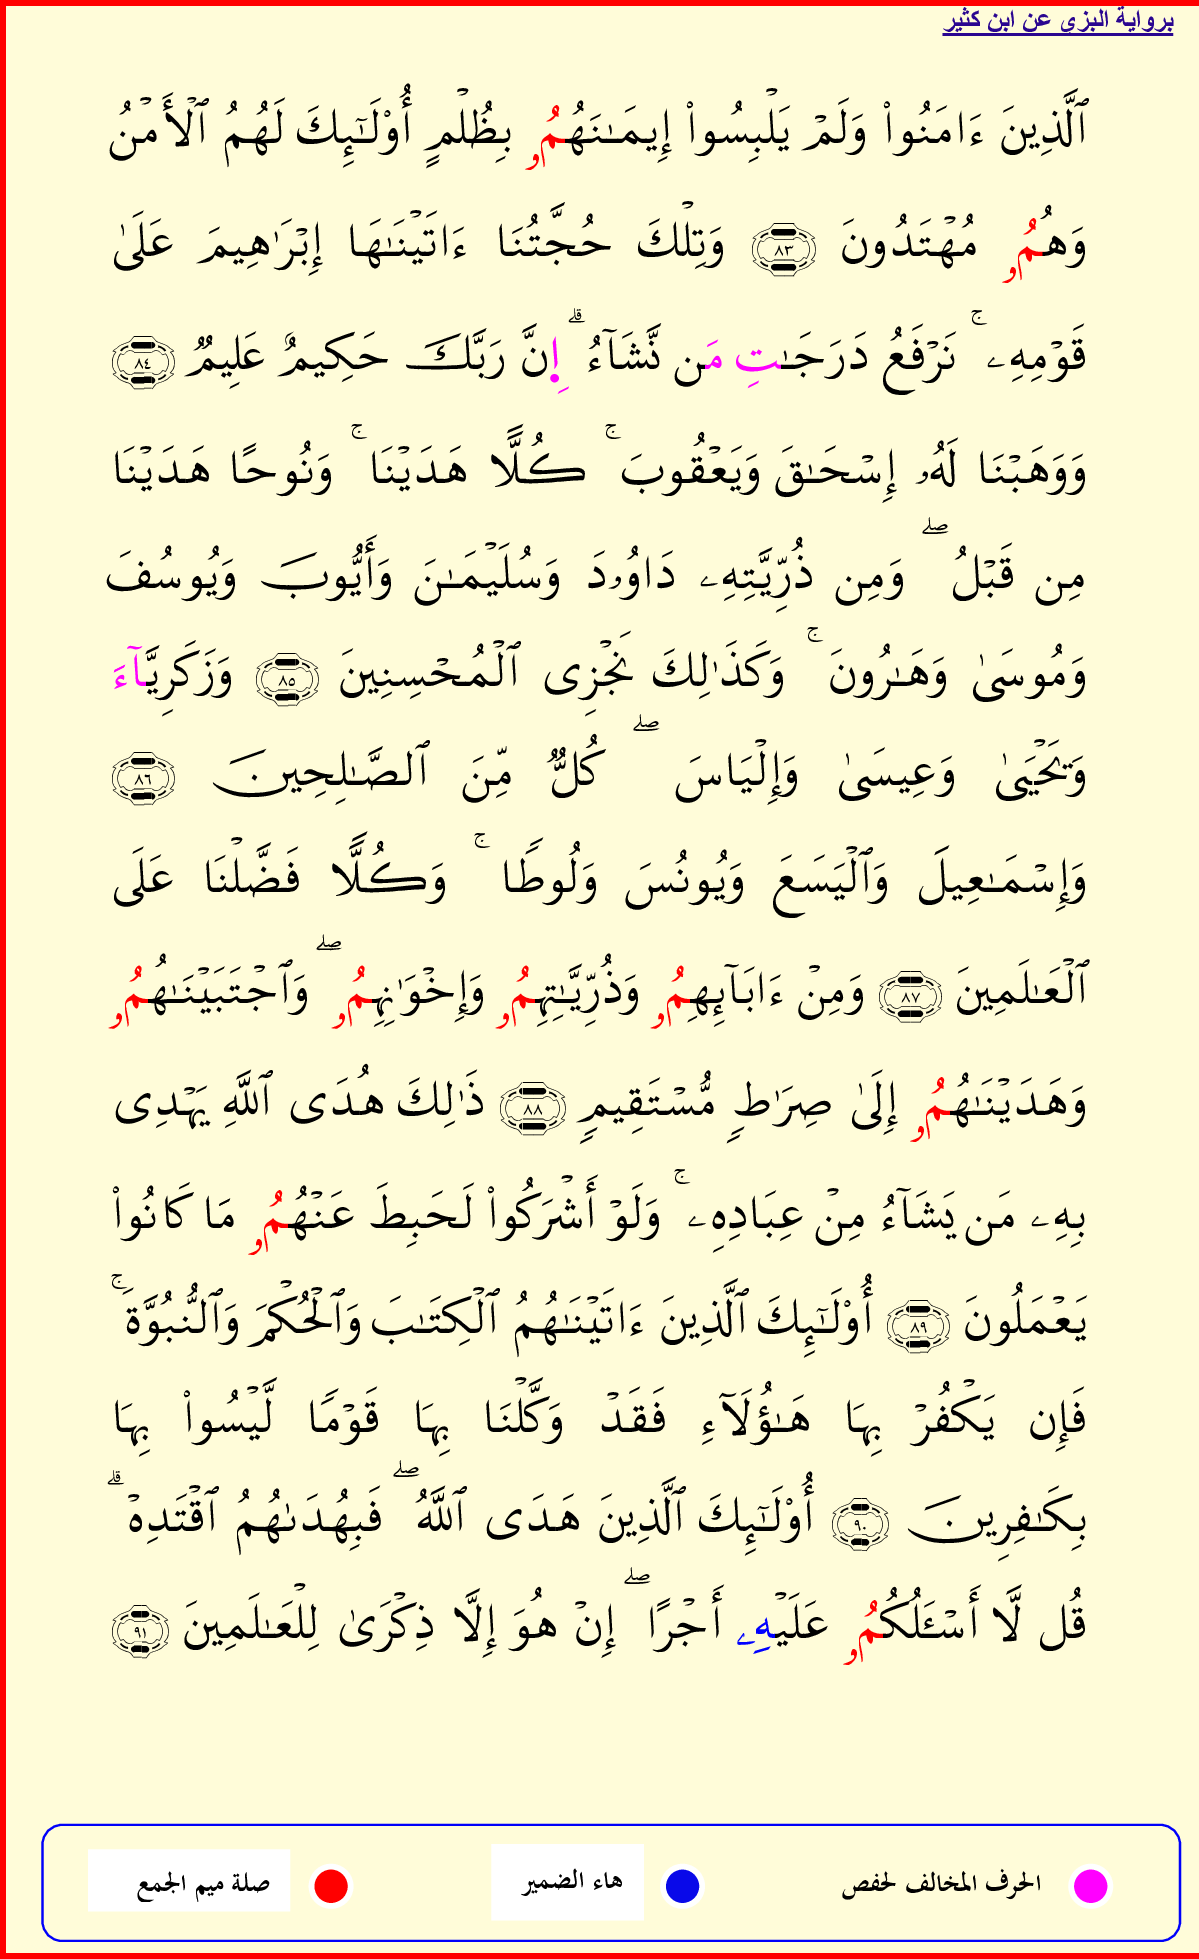 برواية البزي عن ابن كثير
ٱلَّذِينَ ءَامَنُوا۟ وَلَمْ يَلْبِسُوا۟ إِيمَـٰنَهُمُۥ بِظُلْمٍ أُو۟لَـٰٓئِكَ لَهُمُ ٱلْأَمْنُ
وَهُمُۥ مُهْتَدُونَ ٨٣ وَتِلْكَ حُجَّتُنَا ءَاتَيْنَـٰهَا إِبْرَٰهِيمَ عَلَىٰ
قَوْمِهِۦ ۚ نَرْفَعُ دَرَجَـٰتِ مَن نَّشَآءُ ۗ اِ۪نَّ رَبَّكَ حَكِيمٌ عَلِيمٌ ٨٤
وَوَهَبْنَا لَهُۥ إِسْحَـٰقَ وَيَعْقُوبَ ۚ كُلًّا هَدَيْنَا ۚ وَنُوحًا هَدَيْنَا
مِن قَبْلُ ۖ وَمِن ذُرِّيَّتِهِۦ دَاوُۥدَ وَسُلَيْمَـٰنَ وَأَيُّوبَ وَيُوسُفَ
وَمُوسَىٰ وَهَـٰرُونَ ۚ وَكَذَٰلِكَ نَجْزِى ٱلْمُحْسِنِينَ ٨٥ وَزَكَرِيَّآءَ
وَيَحْيَىٰ وَعِيسَىٰ وَإِلْيَاسَ ۖ كُلٌّ مِّنَ ٱلصَّـٰلِحِينَ ٨٦
وَإِسْمَـٰعِيلَ وَٱلْيَسَعَ وَيُونُسَ وَلُوطًا ۚ وَكُلًّا فَضَّلْنَا عَلَى
ٱلْعَـٰلَمِينَ ٨٧ وَمِنْ ءَابَآئِهِمُۥ وَذُرِّيَّـٰتِهِمُۥ وَإِخْوَٰنِهِمُۥ ۖ وَٱجْتَبَيْنَـٰهُمُۥ
وَهَدَيْنَـٰهُمُۥ إِلَىٰ صِرَٰطٍ مُّسْتَقِيمٍ ٨٨ ذَٰلِكَ هُدَى ٱللَّهِ يَهْدِى
بِهِۦ مَن يَشَآءُ مِنْ عِبَادِهِۦ ۚ وَلَوْ أَشْرَكُوا۟ لَحَبِطَ عَنْهُمُۥ مَا كَانُوا۟
يَعْمَلُونَ ٨٩ أُو۟لَـٰٓئِكَ ٱلَّذِينَ ءَاتَيْنَـٰهُمُ ٱلْكِتَـٰبَ وَٱلْحُكْمَ وَٱلنُّبُوَّةَ ۚ
فَإِن يَكْفُرْ بِهَا هَـٰٓؤُلَآءِ فَقَدْ وَكَّلْنَا بِهَا قَوْمًا لَّيْسُوا۟ بِهَا
بِكَـٰفِرِينَ ٩٠ أُو۟لَـٰٓئِكَ ٱلَّذِينَ هَدَى ٱللَّهُ ۖ فَبِهُدَىٰهُمُ ٱقْتَدِهْ ۗ
قُل لَّا أَسْـَٔلُكُمُۥ عَلَيْهِۦ أَجْرًا ۖ إِنْ هُوَ إِلَّا ذِكْرَىٰ لِلْعَـٰلَمِينَ ٩١
الحرف المخالف لحفص هاء الضمير صلة ميم الجمع